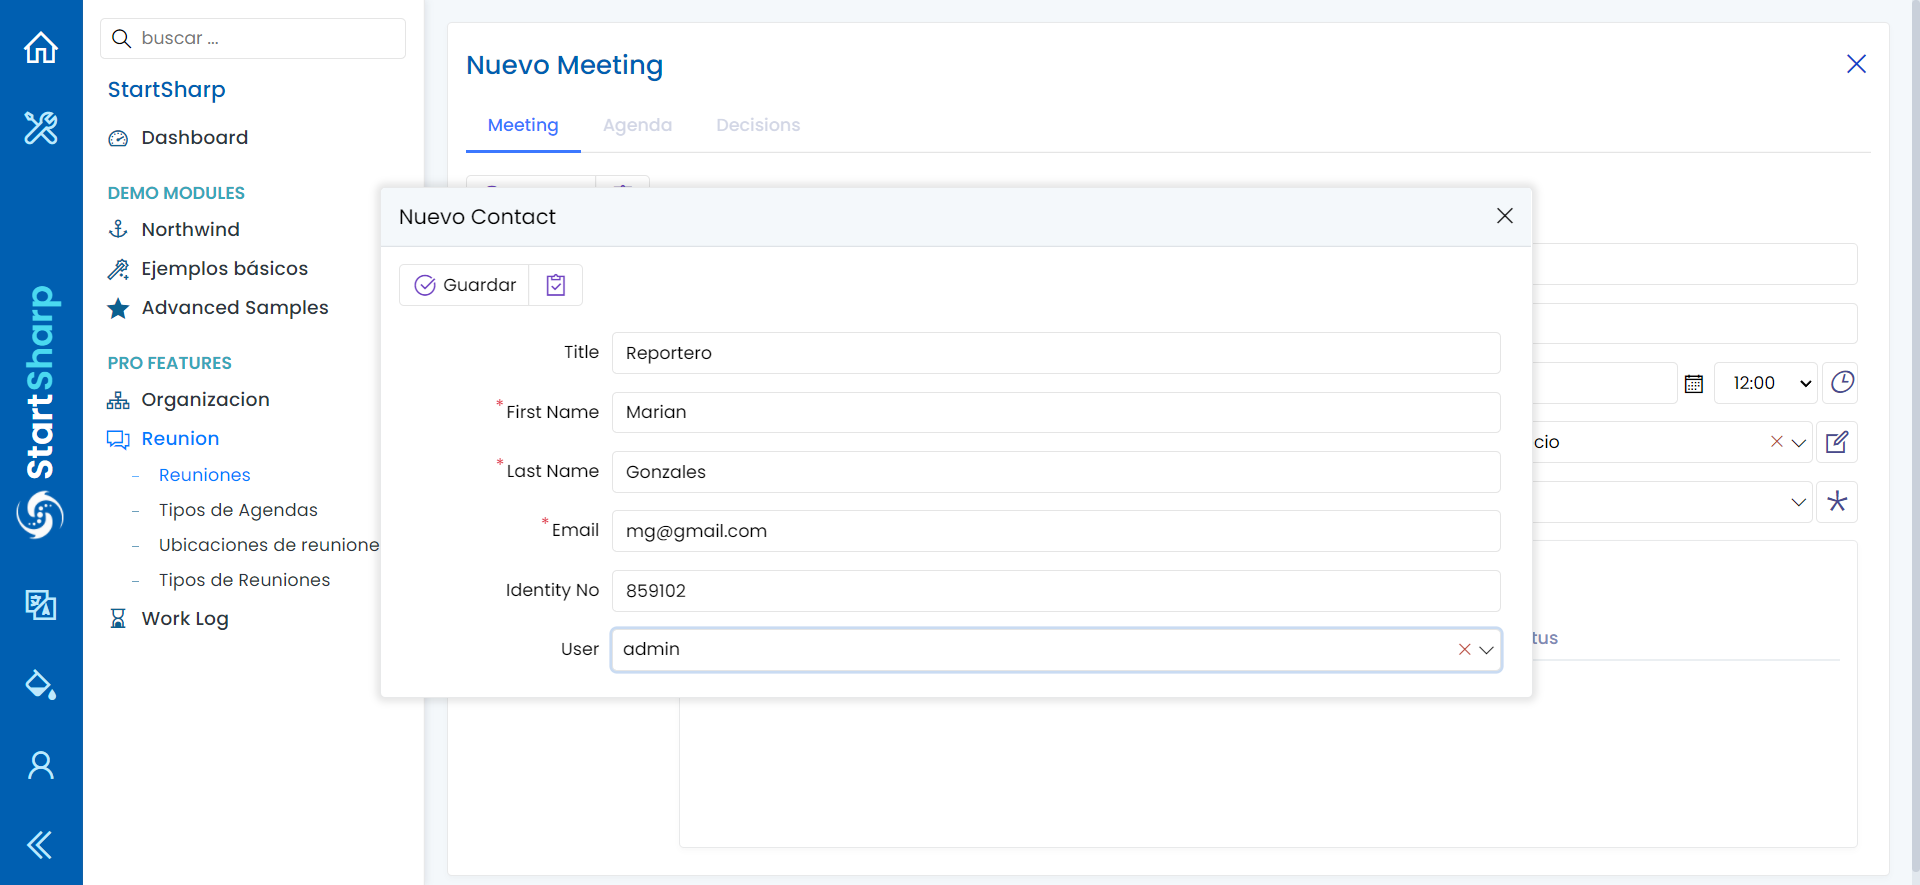 buscar ...
StartSharp
Dashboard
DEMO MODULES
Northwind
Ejemplos básicos
Advanced Samples
PRO FEATURES
Organizacion
Reunion
Reuniones
Tipos de Agendas
Ubicaciones de reunione
Tipos de Reuniones
Work Log
StartSharp
Nuevo Meeting
Meeting
Agenda
Decisions
Nuevo Contact
Guardar
Title
Reportero
*First Name
Marian
*Last Name
Gonzales
*Email
mg@gmail.com
Identity No
859102
User
admin
12:00
cio
tus